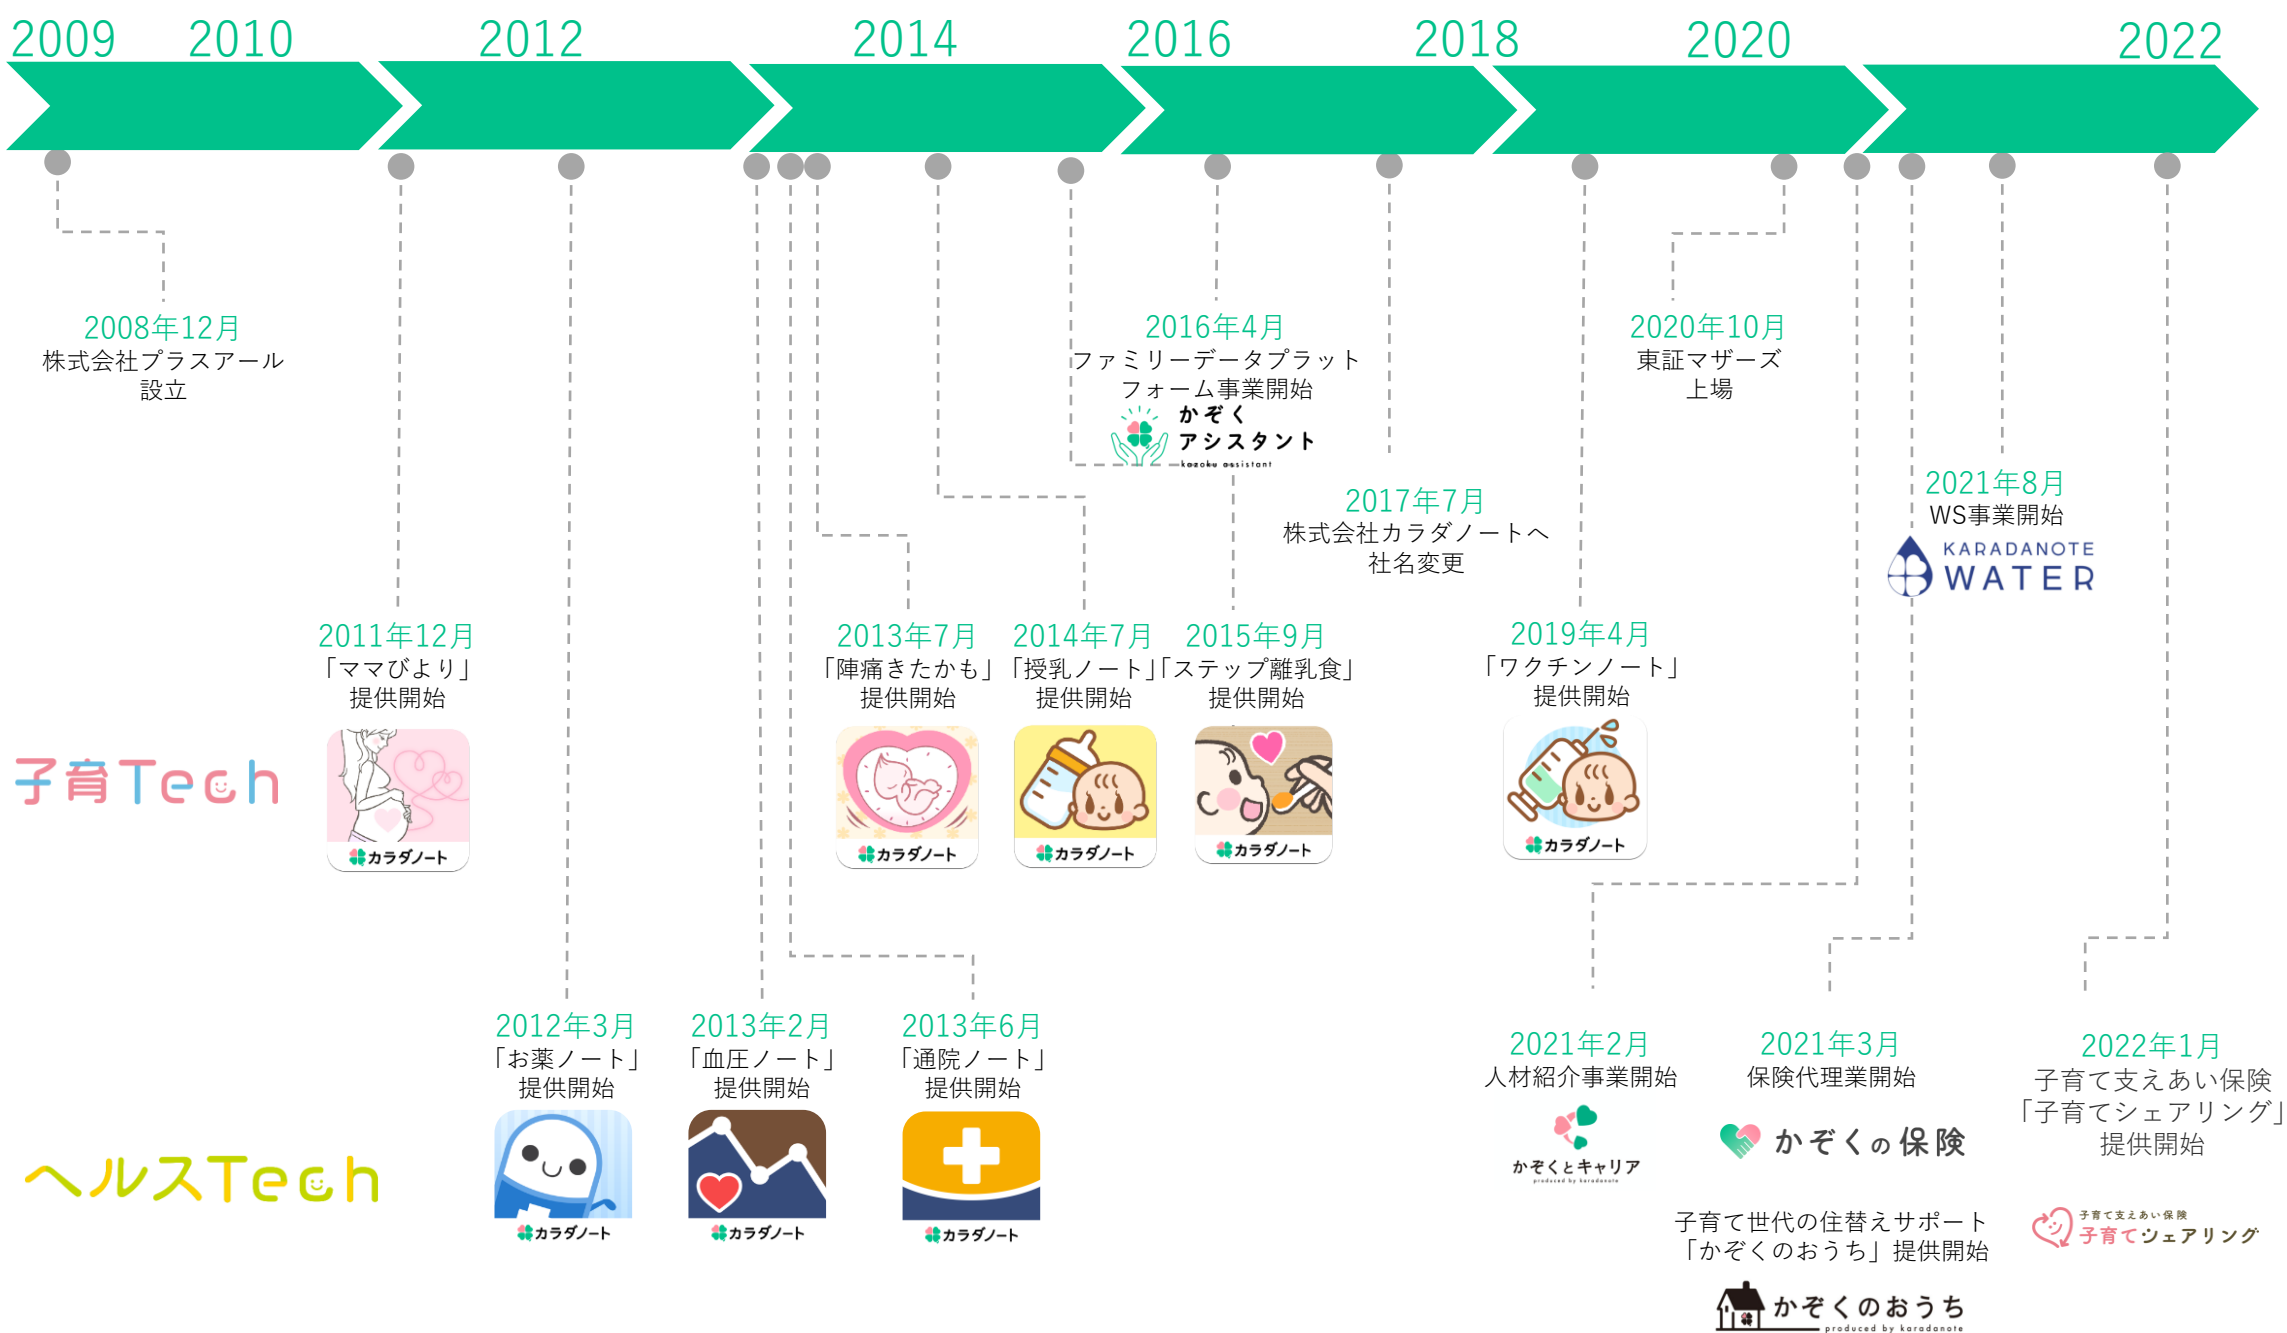 2009
2010
2012
2014
2016
2018
2020
2022
2008年12月
株式会社プラスアール
設立
2016年4月
ファミリーデータプラット
フォーム事業開始
かぞく
アシスタント
kazoku assistant
2020年10月
東証マザーズ
上場
2017年7月
株式会社カラダノートへ
社名変更
2021年8月
WS事業開始
KARADANOTE
WATER
子育Tech
2011年12月
「ママびより」
提供開始
カラダノート
2013年7月
「陣痛きたかも」
提供開始
カラダノート
2014年7月
「授乳ノート」
提供開始
カラダノート
2015年9月
「ステップ離乳食」
提供開始
カラダノート
2019年4月
「ワクチンノート」
提供開始
カラダノート
ヘルスTech
2012年3月
「お薬ノート」
提供開始
カラダノート
2013年2月
「血圧ノート」
提供開始
カラダノート
2013年6月
「通院ノート」
提供開始
カラダノート
2021年2月
人材紹介事業開始
かぞくとキャリア
produced by karadanote
2021年3月
保険代理業開始
かぞくの保険
子育て世代の住替えサポート
「かぞくのおうち」提供開始
かぞくのおうち
produced by karadanote
2022年1月
子育て支えあい保険
「子育てシェアリング」
提供開始
子育て支えあい保険
子育てシェアリング